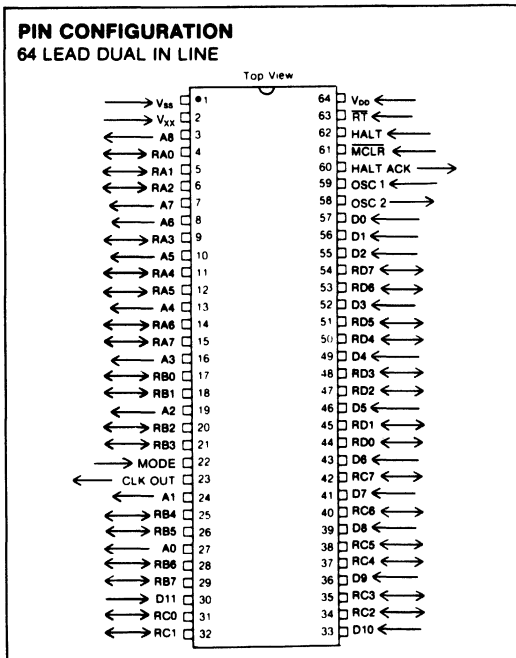 PIN CONFIGURATION
64 LEAD DUAL IN LINE
Top View
Vss 1 64 VDD
Vxx 2 63 RT
A8 3 62 HALT
RA0 4 61 MCLR
RA1 5 60 HALT ACK
RA2 6 59 OSC 1
A7 7 58 OSC 2
A6 8 57 D0
RA3 9 56 D1
A5 10 55 D2
RA4 11 54 RD7
RA5 12 53 RD6
A4 13 52 D3
RA6 14 51 RD5
RA7 15 50 RD4
A3 16 49 D4
RB0 17 48 RD3
RB1 18 47 RD2
A2 19 46 D5
RB2 20 45 RD1
RB3 21 44 RD0
MODE 22 43 D6
CLK OUT 23 42 RC7
A1 24 41 D7
RB4 25 40 RC6
RB5 26 39 D8
A0 27 38 RC5
RB6 28 37 RC4
RB7 29 36 D9
D11 30 35 RC3
RC0 31 34 RC2
RC1 32 33 D10